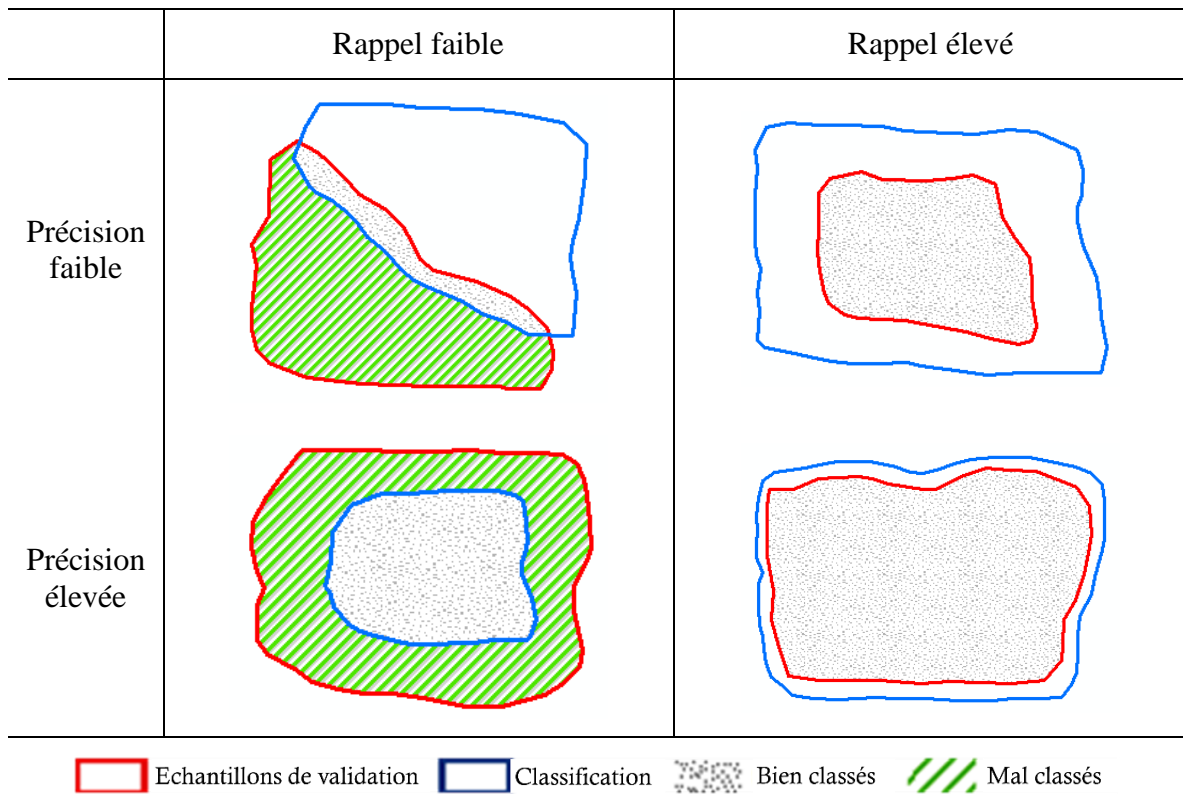 Rappel faible
Rappel élevé
Précision
faible
Précision
élevée
Echantillons de validation
Classification
Bien classés
Mal classés